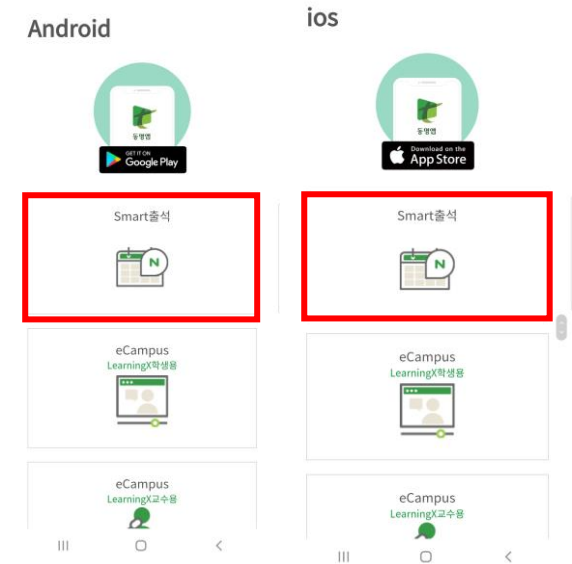 Android
동명앱
GET IT ON
Google Play
Smart출석
N
eCampus
LearningX학생용
eCampus
LearningX교수용
ios
동명앱
Download on the
App Store
Smart출석
N
eCampus
LearningX학생용
eCampus
LearningX교수용